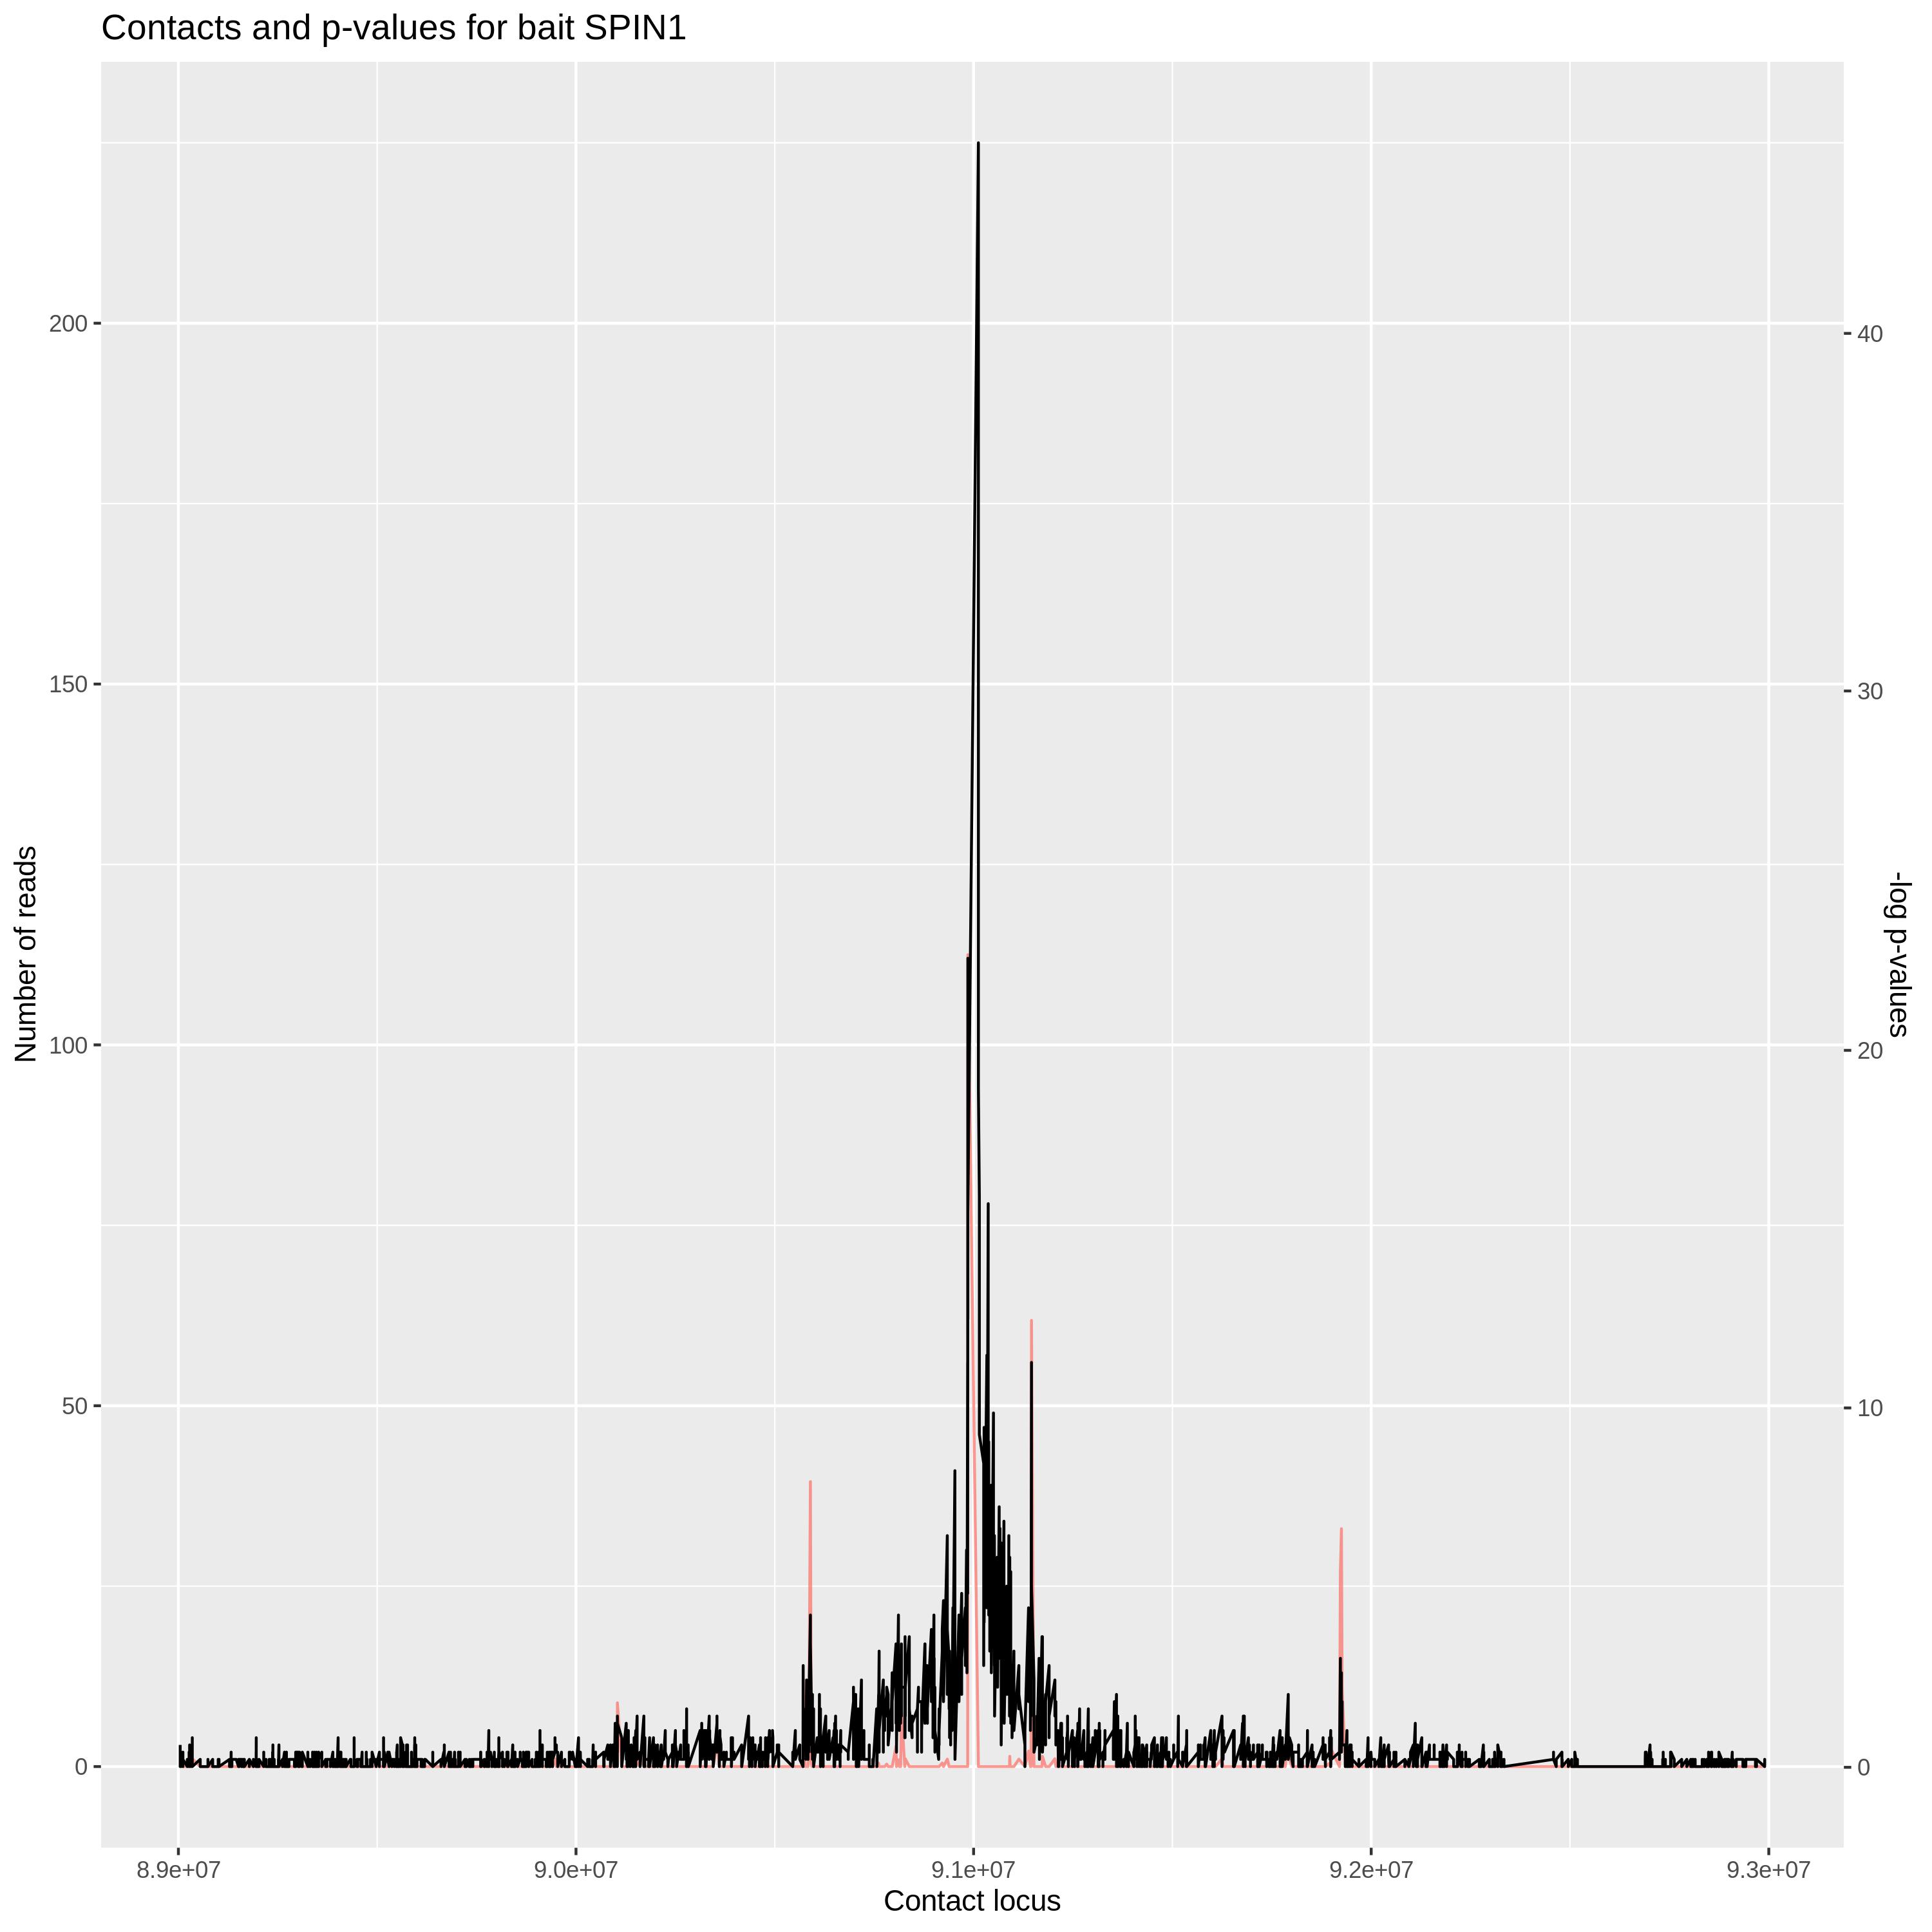 Contacts and p-values for bait SPIN1
Number of reads
200
150
100
50
0
40
30
20
10
0
-log p-values
8.9e+07 9.0e+07 9.1e+07 9.2e+07 9.3e+07
Contact locus